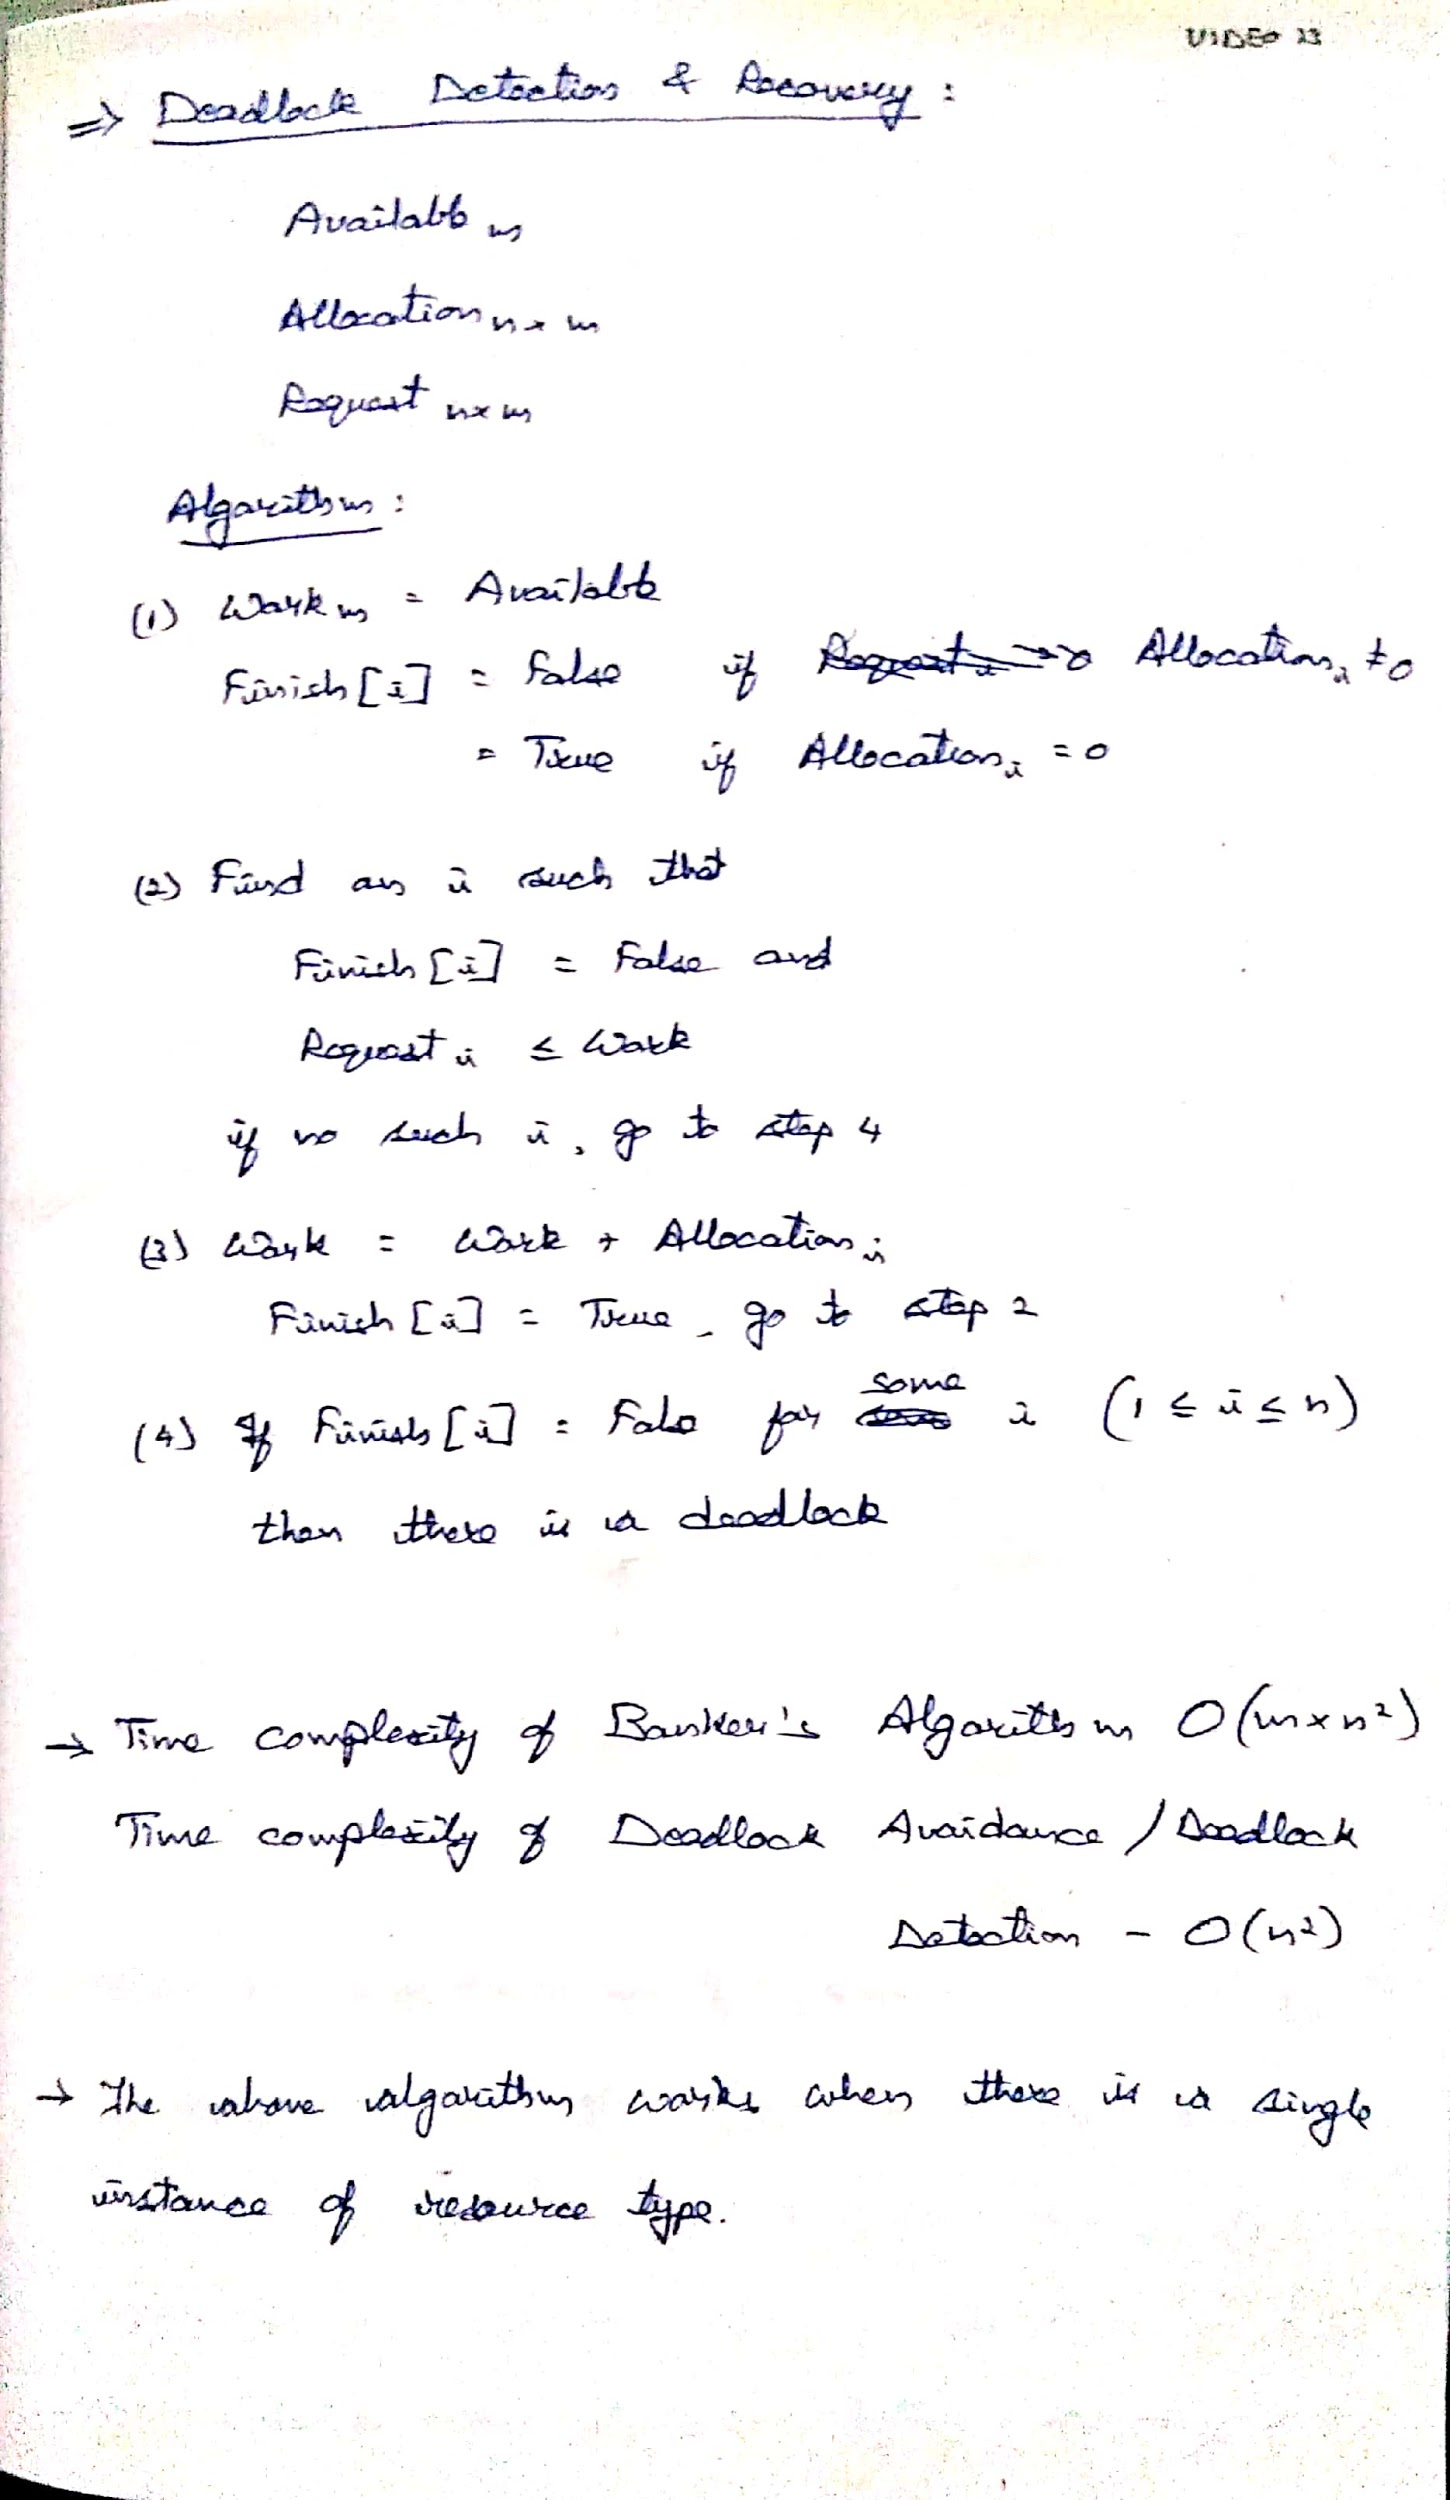 VIDEO 23
⇒ Deadlock Detection & Recovery :
Available m
Allocation n×m
Request n×m
Algorithm :
(1) Work m = Available
Finish [i] = False if Allocation i ≠ 0
= True if Allocation i = 0
(2) Find an i such that
Finish [i] = False and
Request i ≤ Work
if no such i, go to step 4
(3) Work = Work + Allocation i
Finish [i] = True, go to step 2
(4) If Finish [i] = False for some i (1 ≤ i ≤ n)
then there is a deadlock
→ Time complexity of Banker's Algorithm O(m×n²)
Time complexity of Deadlock Avoidance / Deadlock
Detection - O(n²)
→ The above algorithm works when there is a single
instance of resource type.